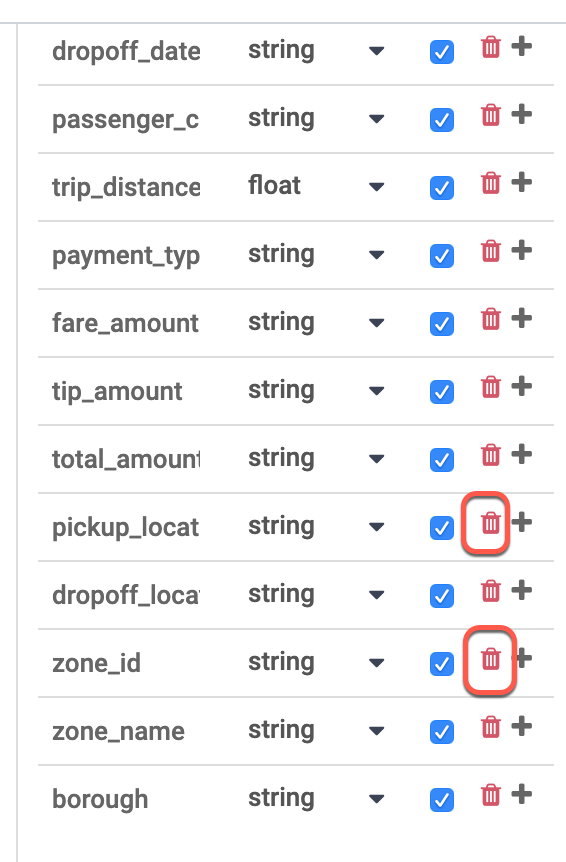 dropoff_date string
passenger_c string
trip_distance float
payment_typ string
fare_amount string
tip_amount string
total_amount string
pickup_locat string
dropoff_loca string
zone_id string
zone_name string
borough string